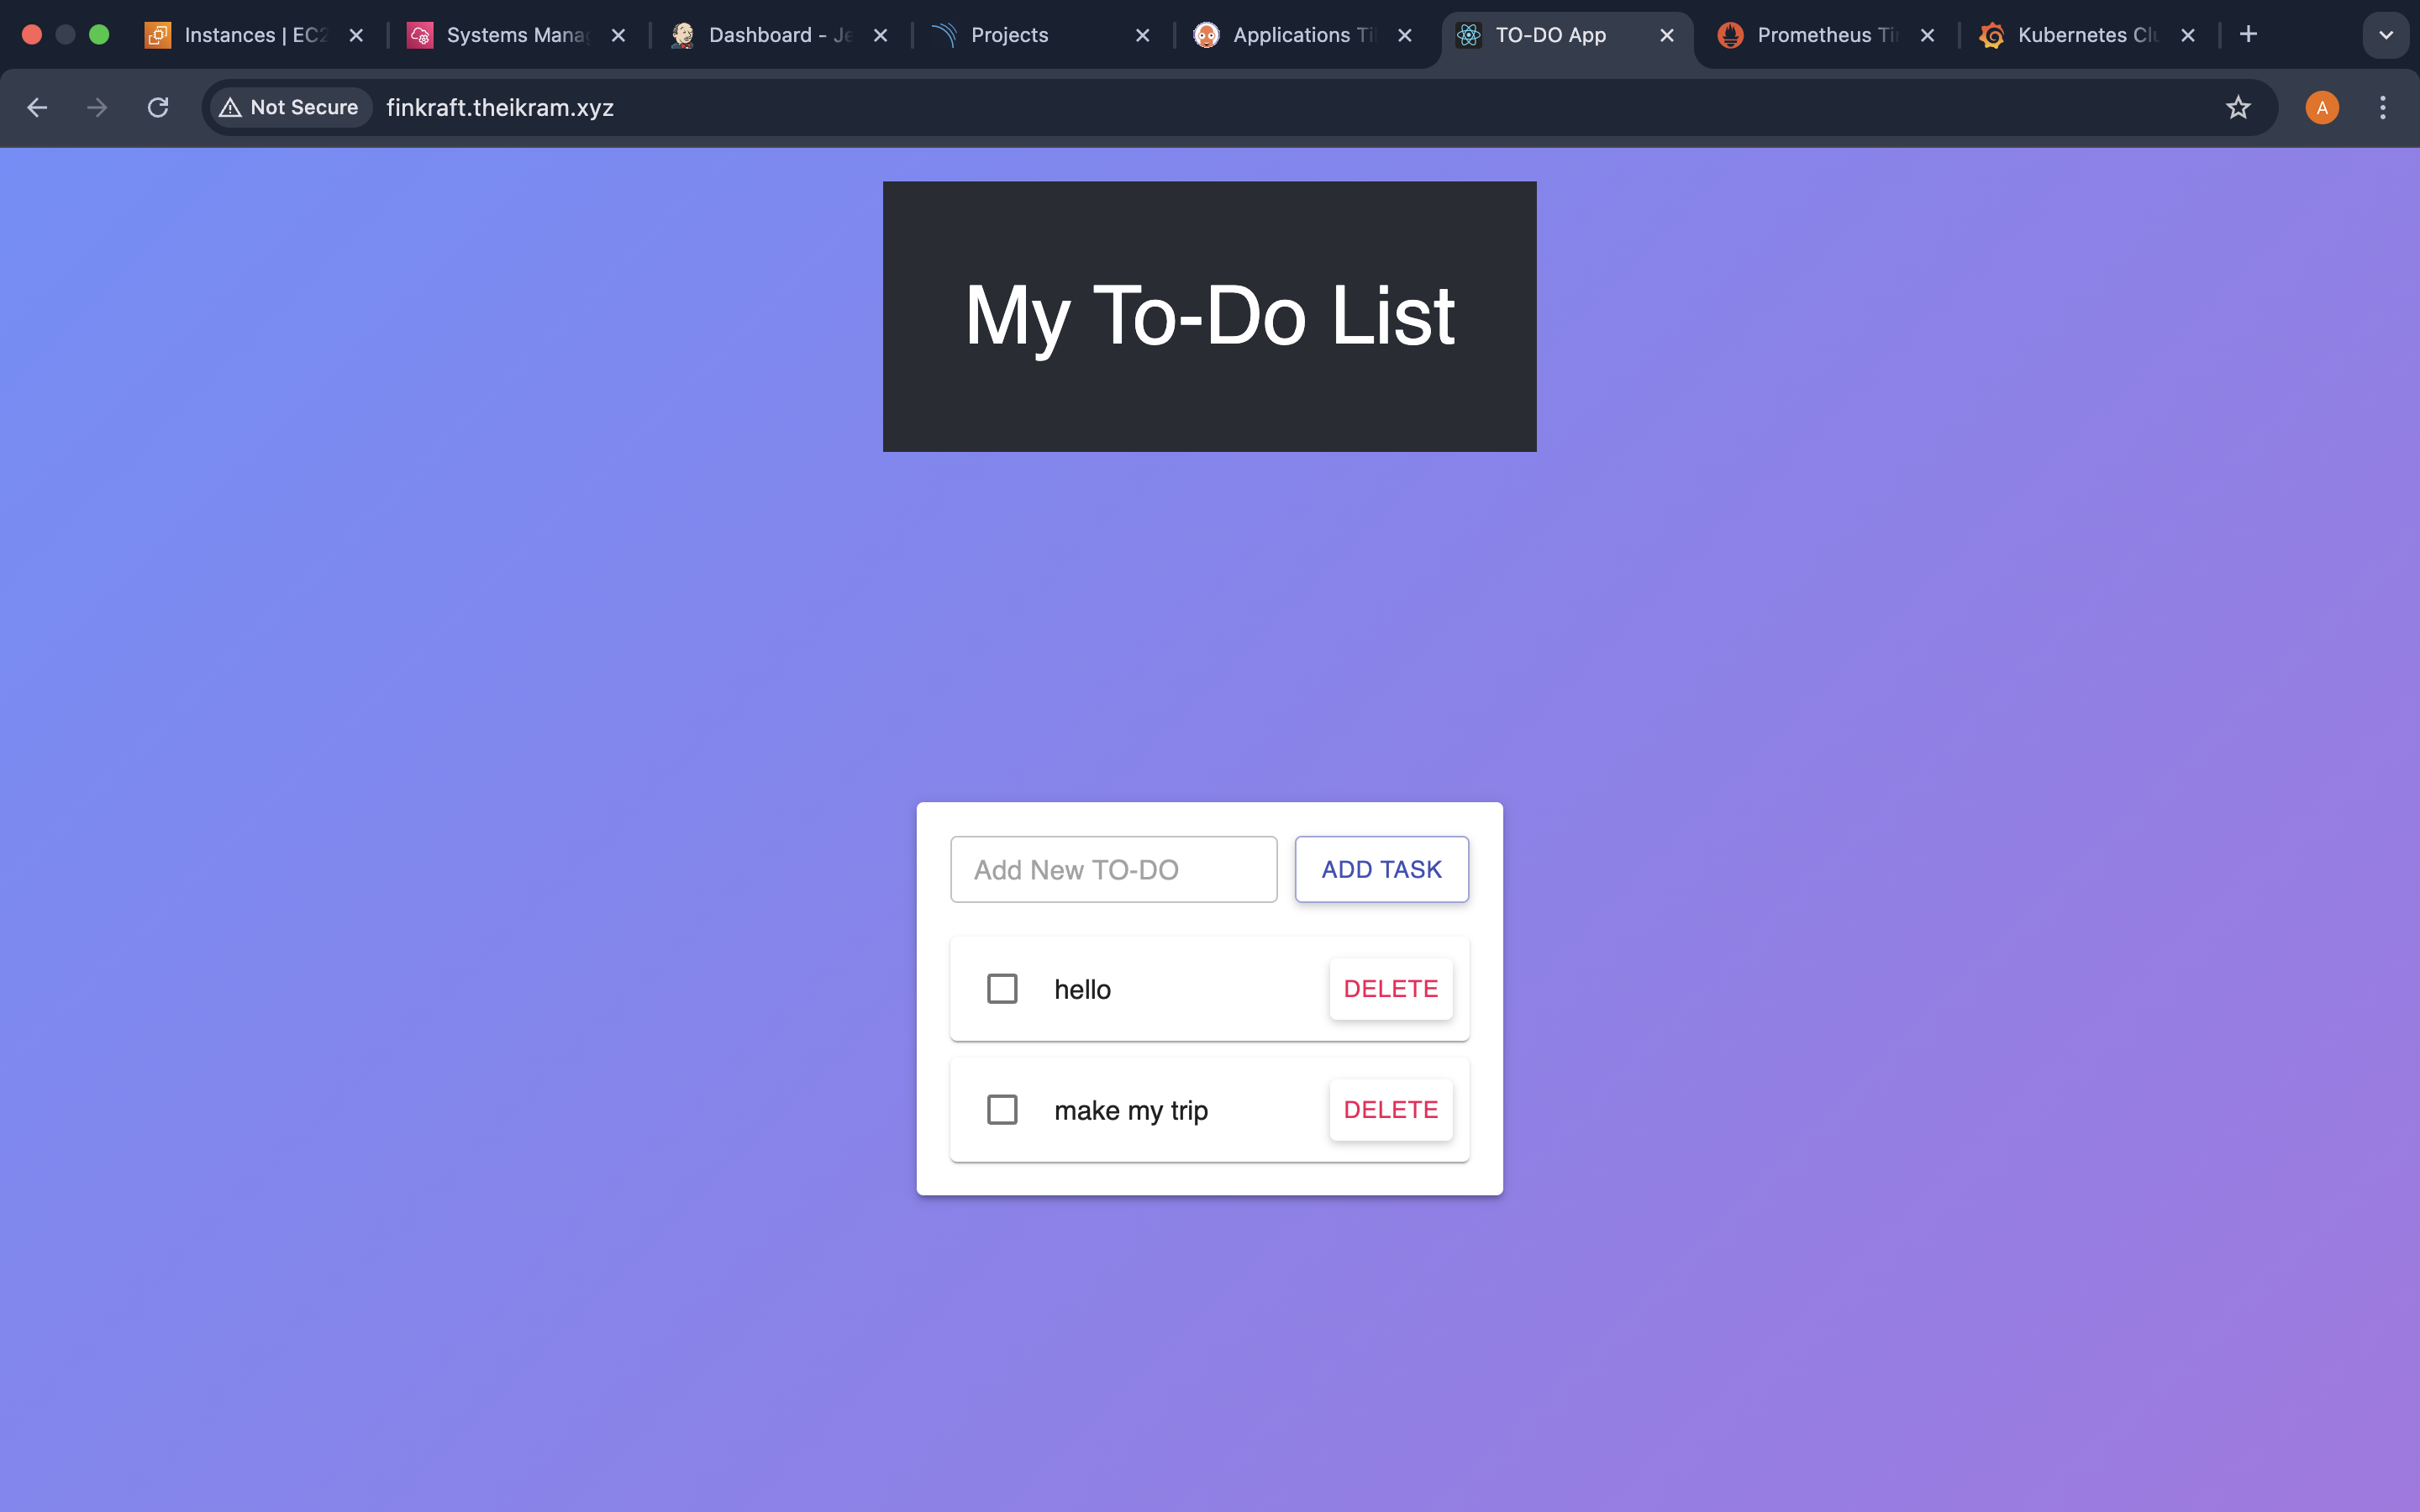 Instances | EC2
Systems Mana
Dashboard - Je
Projects
Applications Ti
TO-DO App
Prometheus Ti
Kubernetes Clu
Not Secure
finkraft.theikram.xyz
A
My To-Do List
Add New TO-DO
ADD TASK
hello
DELETE
make my trip
DELETE